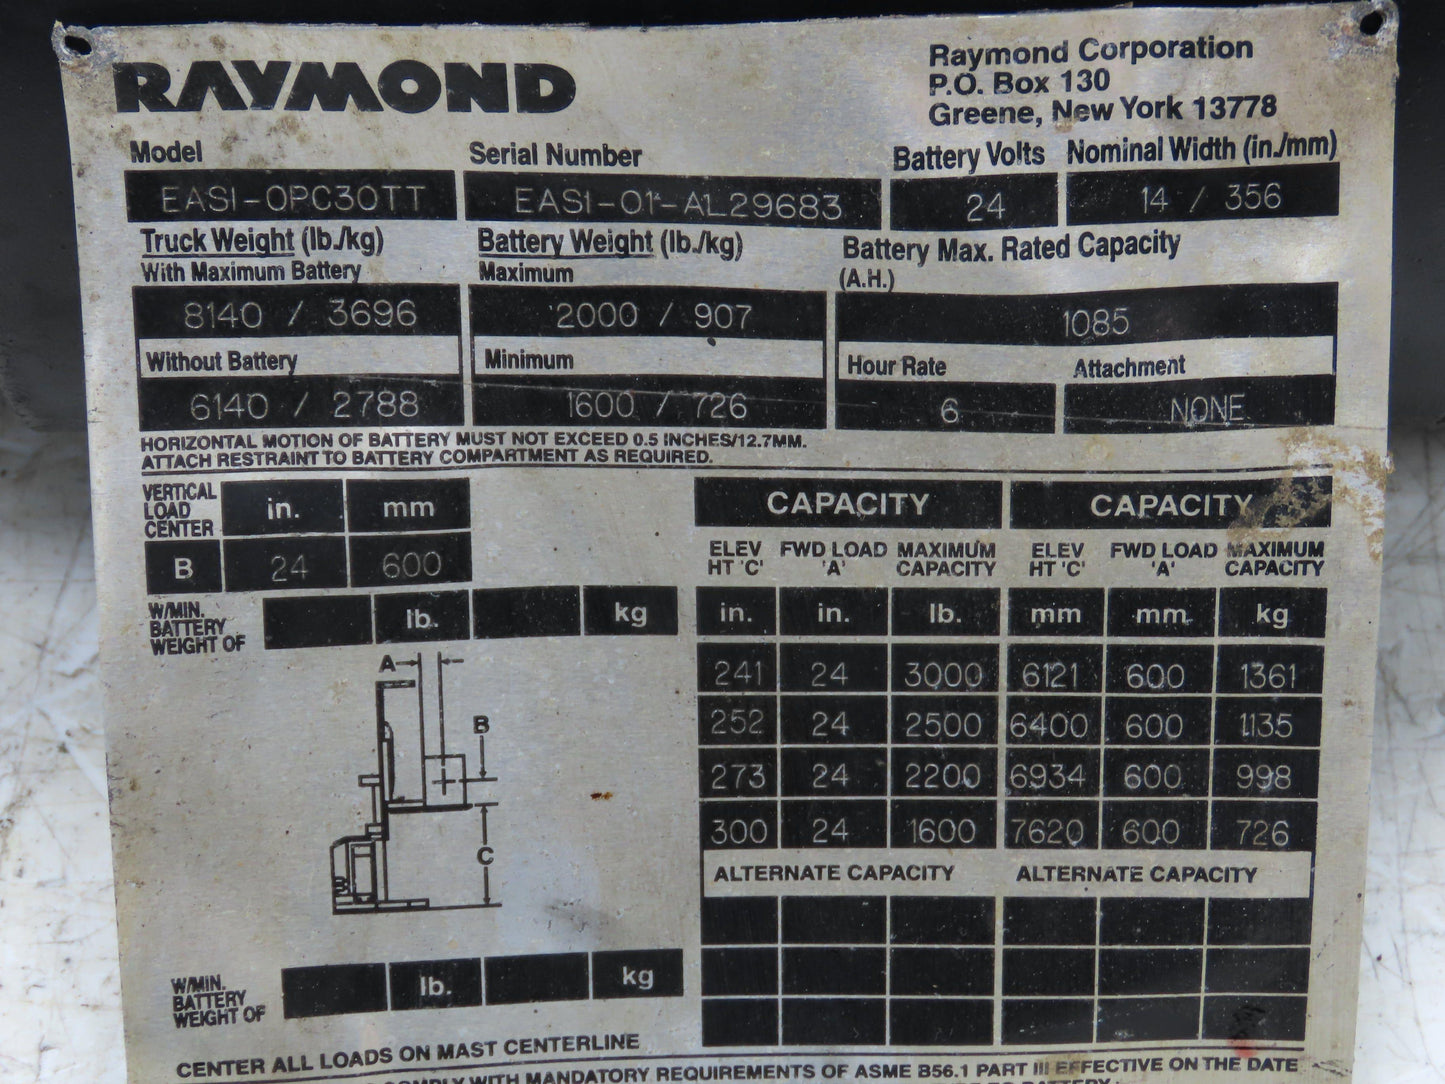 RAYMOND
Raymond Corporation
P.O. Box 130
Greene, New York 13778
Model Serial Number Battery Volts Nominal Width (in./mm)
EASI-OPC30TT EASI-01-AL29683 24 14 / 356
Truck Weight (lb./kg) Battery Weight (lb./kg) Battery Max. Rated Capacity
With Maximum Battery Maximum (A.H.)
8140 / 3696 2000 / 907 1085
Without Battery Minimum Hour Rate Attachment
6140 / 2788 1600 / 726 6 NONE
HORIZONTAL MOTION OF BATTERY MUST NOT EXCEED 0.5 INCHES/12.7MM.
ATTACH RESTRAINT TO BATTERY COMPARTMENT AS REQUIRED.
VERTICAL
LOAD
CENTER
in. mm
B 24 600
W/MIN.
BATTERY
WEIGHT OF
lb. kg
A
B
C
W/MIN.
BATTERY
WEIGHT OF
lb. kg
CAPACITY CAPACITY
ELEV FWD LOAD MAXIMUM ELEV FWD LOAD MAXIMUM
HT 'C' 'A' CAPACITY HT 'C' 'A' CAPACITY
in. in. lb. mm mm kg
241 24 3000 6121 600 1361
252 24 2500 6400 600 1135
273 24 2200 6934 600 998
300 24 1600 7620 600 726
ALTERNATE CAPACITY ALTERNATE CAPACITY
CENTER ALL LOADS ON MAST CENTERLINE
COMPLY WITH MANDATORY REQUIREMENTS OF ASME B56.1 PART III EFFECTIVE ON THE DATE